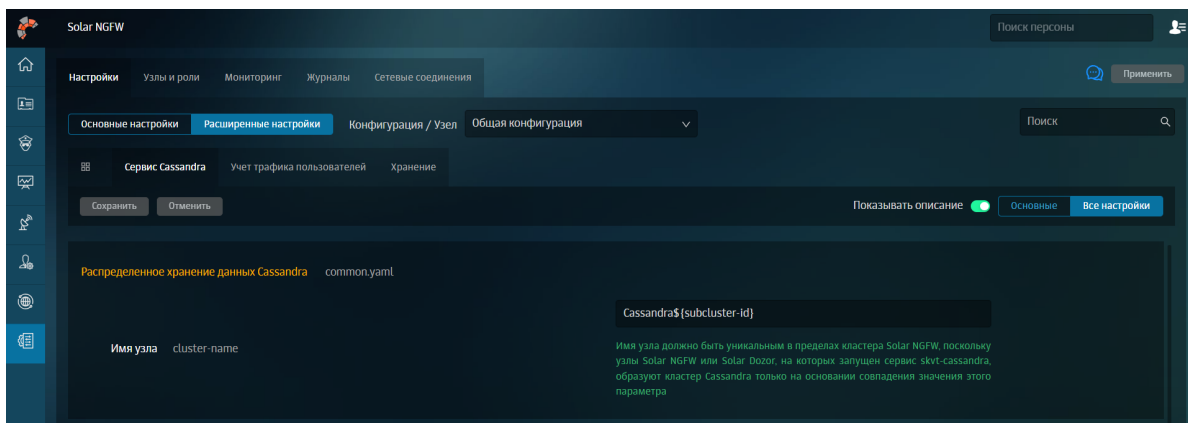 Solar NGFW
Поиск персоны
Настройки Узлы и роли Мониторинг Журналы Сетевые соединения
Применить
Основные настройки Расширенные настройки Конфигурация / Узел Общая конфигурация
Поиск
Сервис Cassandra Учет трафика пользователей Хранение
Сохранить Отменить Показывать описание Основные Все настройки
Распределенное хранение данных Cassandra common.yaml
Cassandra${subcluster-id}
Имя узла cluster-name
Имя узла должно быть уникальным в пределах кластера Solar NGFW, поскольку
узлы Solar NGFW или Solar Dozor, на которых запущен сервис skvt-cassandra,
образуют кластер Cassandra только на основании совпадения значения этого
параметра